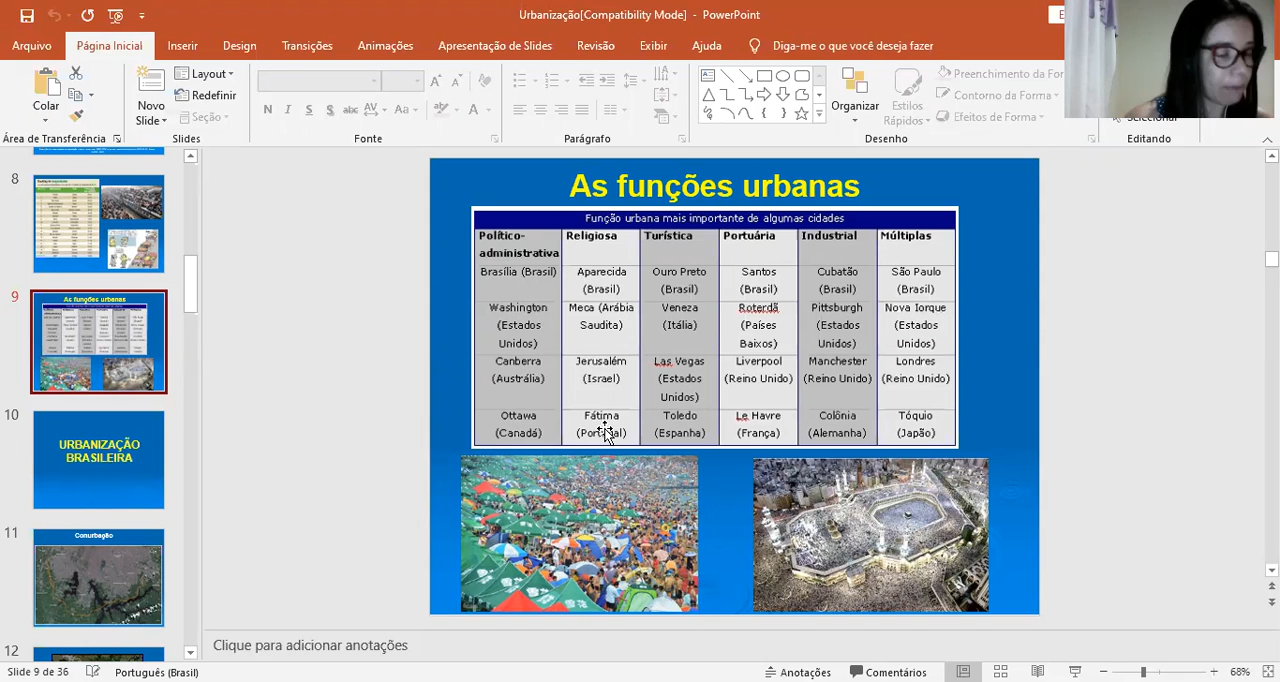 Urbanização[Compatibility Mode] - PowerPoint
Arquivo Página Inicial Inserir Design Transições Animações Apresentação de Slides Revisão Exibir Ajuda Diga-me o que você deseja fazer
Colar
Novo
Slide
Layout
Redefinir
Seção
Organizar
Estilos
Rápidos
Preenchimento da For
Contorno da Forma
Efeitos de Forma
Selecionar
Área de Transferência Slides Fonte Parágrafo Desenho Editando
8
9
As funções urbanas
10
URBANIZAÇÃO
BRASILEIRA
11
Conurbação
12
As funções urbanas
Função urbana mais importante de algumas cidades
Político-
administrativa
Religiosa
Turística
Portuária
Industrial
Múltiplas
Brasília (Brasil)
Aparecida
(Brasil)
Ouro Preto
(Brasil)
Santos
(Brasil)
Cubatão
(Brasil)
São Paulo
(Brasil)
Washington
(Estados
Unidos)
Meca (Arábia
Saudita)
Veneza
(Itália)
Roterdã
(Países
Baixos)
Pittsburgh
(Estados
Unidos)
Nova Iorque
(Estados
Unidos)
Canberra
(Austrália)
Jerusalém
(Israel)
Las Vegas
(Estados
Unidos)
Liverpool
(Reino Unido)
Manchester
(Reino Unido)
Londres
(Reino Unido)
Ottawa
(Canadá)
Fátima
(Portugal)
Toledo
(Espanha)
Le Havre
(França)
Colônia
(Alemanha)
Tóquio
(Japão)
Clique para adicionar anotações
Slide 9 de 36 Português (Brasil) Anotações Comentários 68%